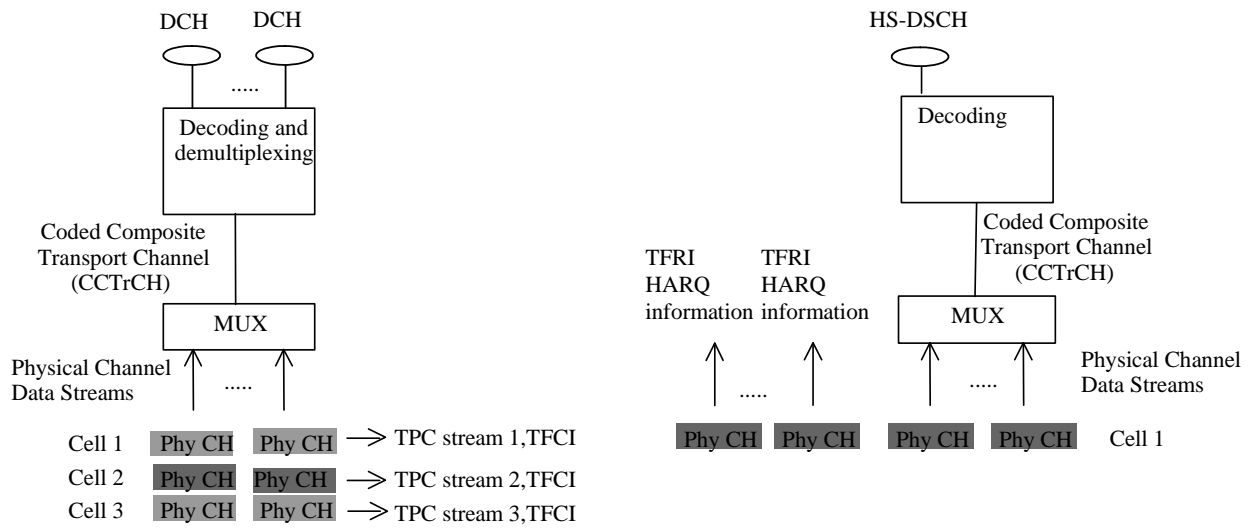 DCH DCH
.....
Decoding and
demultiplexing
Coded Composite
Transport Channel
(CCTrCH)
MUX
Physical Channel
Data Streams
.....
Cell 1 Phy CH Phy CH TPC stream 1,TFCI
Cell 2 Phy CH Phy CH TPC stream 2,TFCI
Cell 3 Phy CH Phy CH TPC stream 3,TFCI
HS-DSCH
Decoding
Coded Composite
Transport Channel
(CCTrCH)
TFRI TFRI
HARQ HARQ
information information
MUX
Physical Channel
Data Streams
..... .....
Phy CH Phy CH Phy CH Phy CH Cell 1